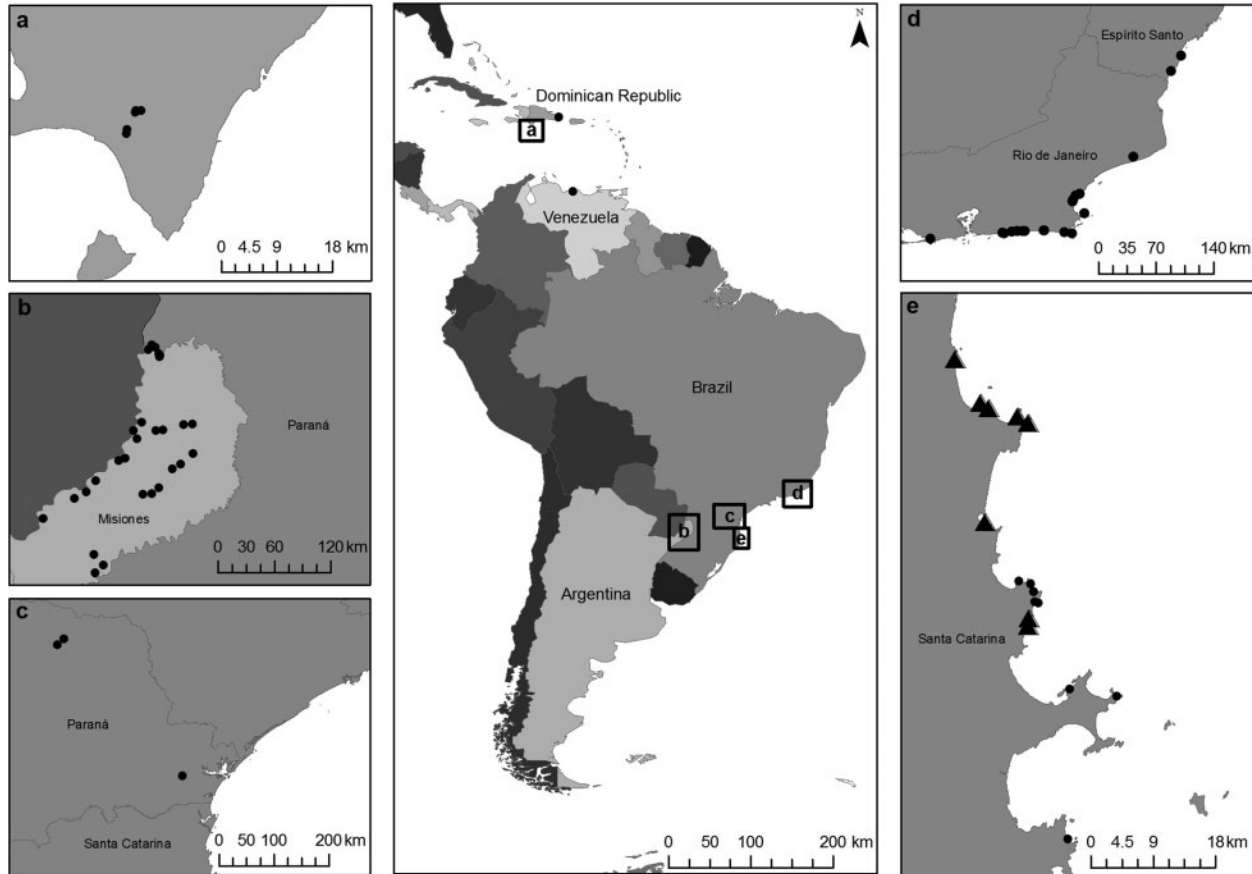 a
0 4.5 9 18 km
b
Paraná
Misiones
0 30 60 120 km
c
Paraná
Santa Catarina
0 50 100 200 km
N
Dominican Republic
a
Venezuela
Brazil
d
c
b
e
Argentina
0 50 100 200 km
d
Espírito Santo
Rio de Janeiro
0 35 70 140 km
e
Santa Catarina
0 4.5 9 18 km